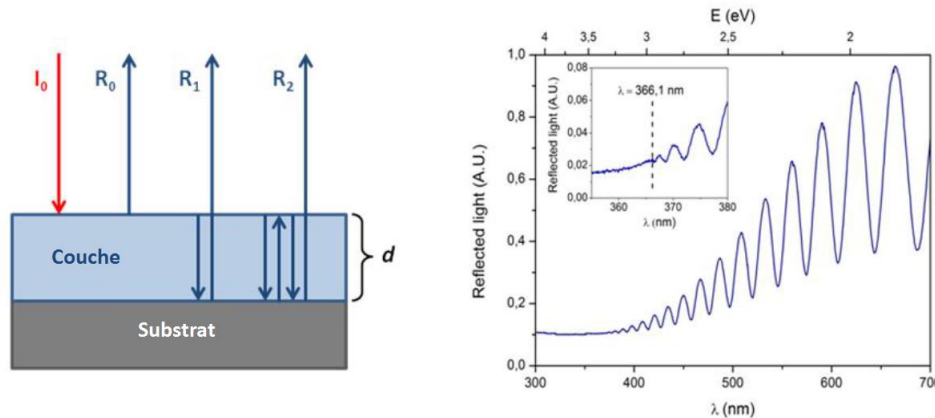 I₀ R₀ R₁ R₂
Couche
d
Substrat
E (eV)
4 3,5 3 2,5 2
Reflected light (A.U.)
1,0
0,8
0,6
0,4
0,2
0,0
300 400 500 600 700
λ (nm)
Reflected light (A.U.)
0,08
0,06
0,04
0,02
0,00
λ = 366,1 nm
360 370 380
λ (nm)